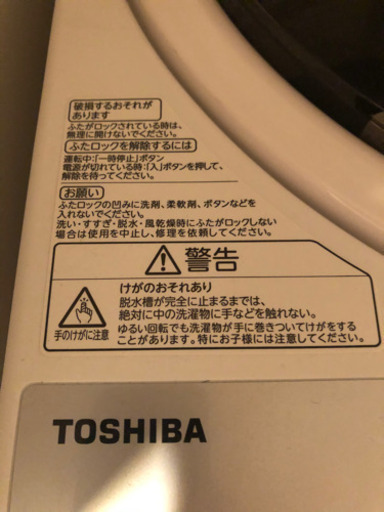 破損するおそれが
あります
ふたがロックされている時は、
無理に開けないでください。
ふたロックを解除するには
運転中:「一時停止」ボタン
電源が切れている時:「入」ボタンを押して、
解除を待ってください。
お願い
ふたロックの凹みに洗剤、柔軟剤、ボタンなどを
入れないでください。
洗い・すすぎ・脱水・風乾燥時にふたがロックしない
場合は使用を中止し、修理を依頼してください。
警告
けがのおそれあり
脱水槽が完全に止まるまでは、
絶対に中の洗濯物に手などを触れない。
ゆるい回転でも洗濯物が手に巻きついてけがをする
ことがあります。特にお子様には注意してください。
手のけがに注意
TOSHIBA